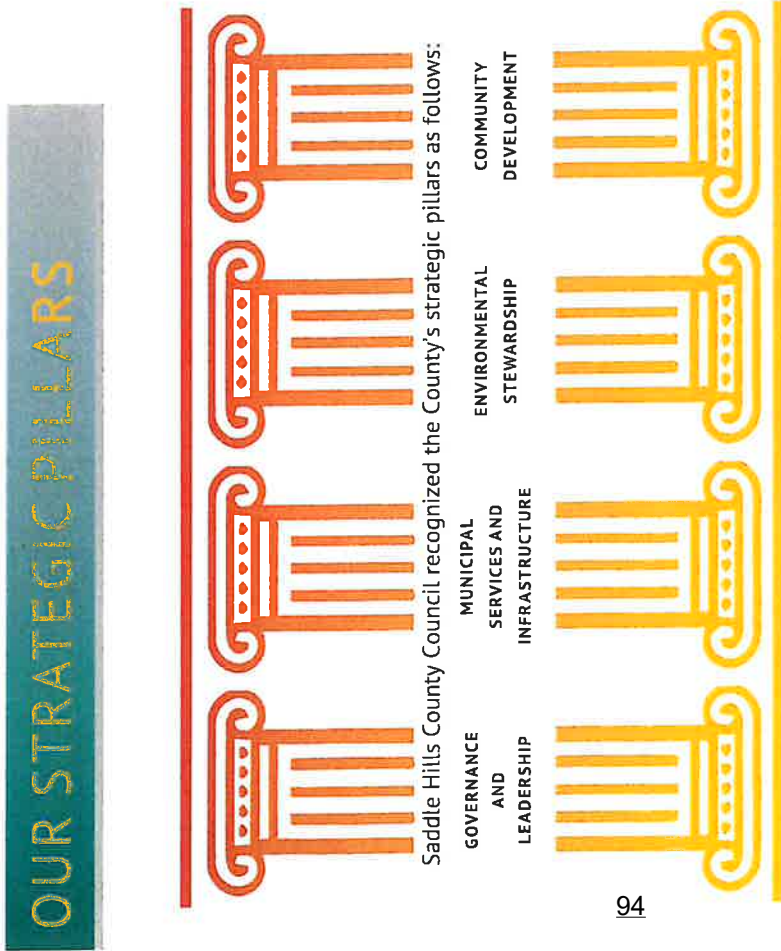 OUR STRATEGIC PILLARS
Saddle Hills County Council recognized the County's strategic pillars as follows:
GOVERNANCE
AND
LEADERSHIP
MUNICIPAL
SERVICES AND
INFRASTRUCTURE
ENVIRONMENTAL
STEWARDSHIP
COMMUNITY
DEVELOPMENT
94